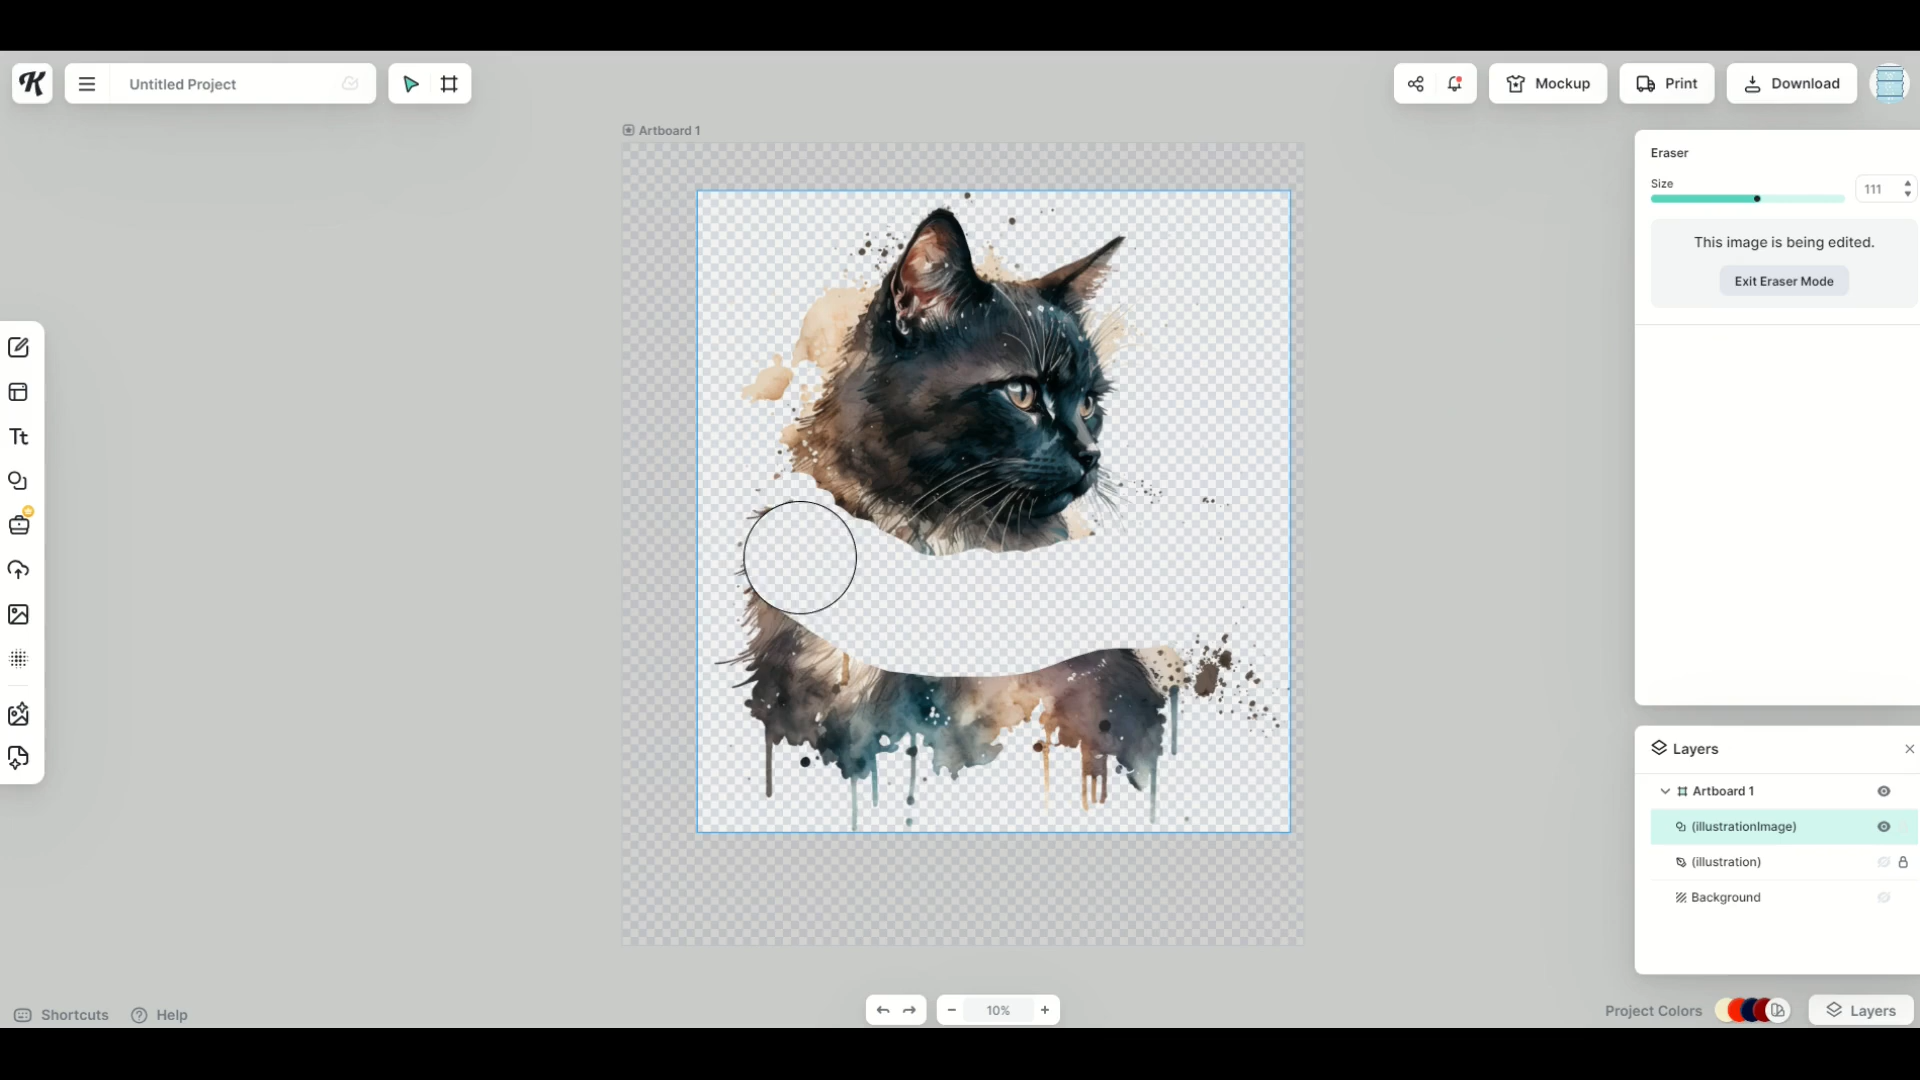 K
Untitled Project
Mockup
Print
Download
Artboard 1
Eraser
Size
111
This image is being edited.
Exit Eraser Mode
Tt
Layers
Artboard 1
(illustrationImage)
(illustration)
Background
Shortcuts
Help
10%
Project Colors
Layers